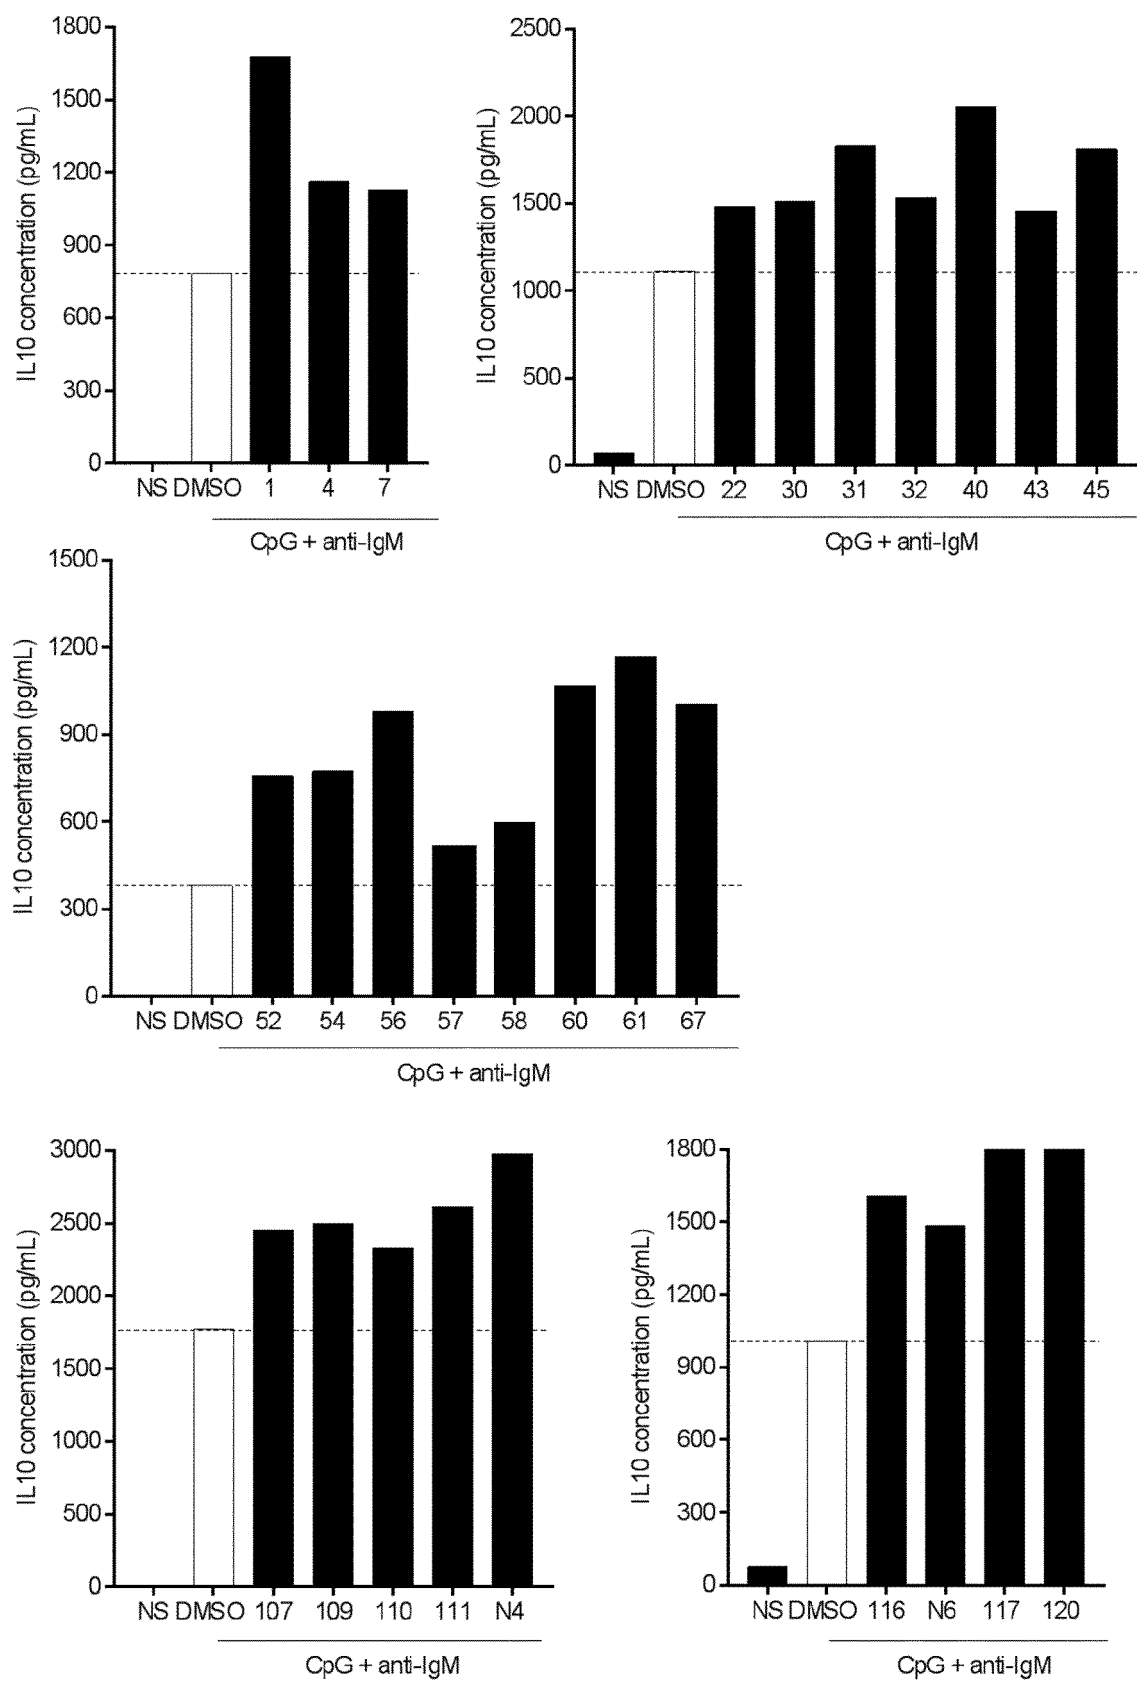 IL10 concentration (pg/mL)
1800
1500
1200
900
600
300
0
NS DMSO 1 4 7
CpG + anti-IgM
IL10 concentration (pg/mL)
2500
2000
1500
1000
500
0
NS DMSO 22 30 31 32 40 43 45
CpG + anti-IgM
IL10 concentration (pg/mL)
1500
1200
900
600
300
0
NS DMSO 52 54 56 57 58 60 61 67
CpG + anti-IgM
IL10 concentration (pg/mL)
3000
2500
2000
1500
1000
500
0
NS DMSO 107 109 110 111 N4
CpG + anti-IgM
IL10 concentration (pg/mL)
1800
1500
1200
900
600
300
0
NS DMSO 116 N6 117 120
CpG + anti-IgM